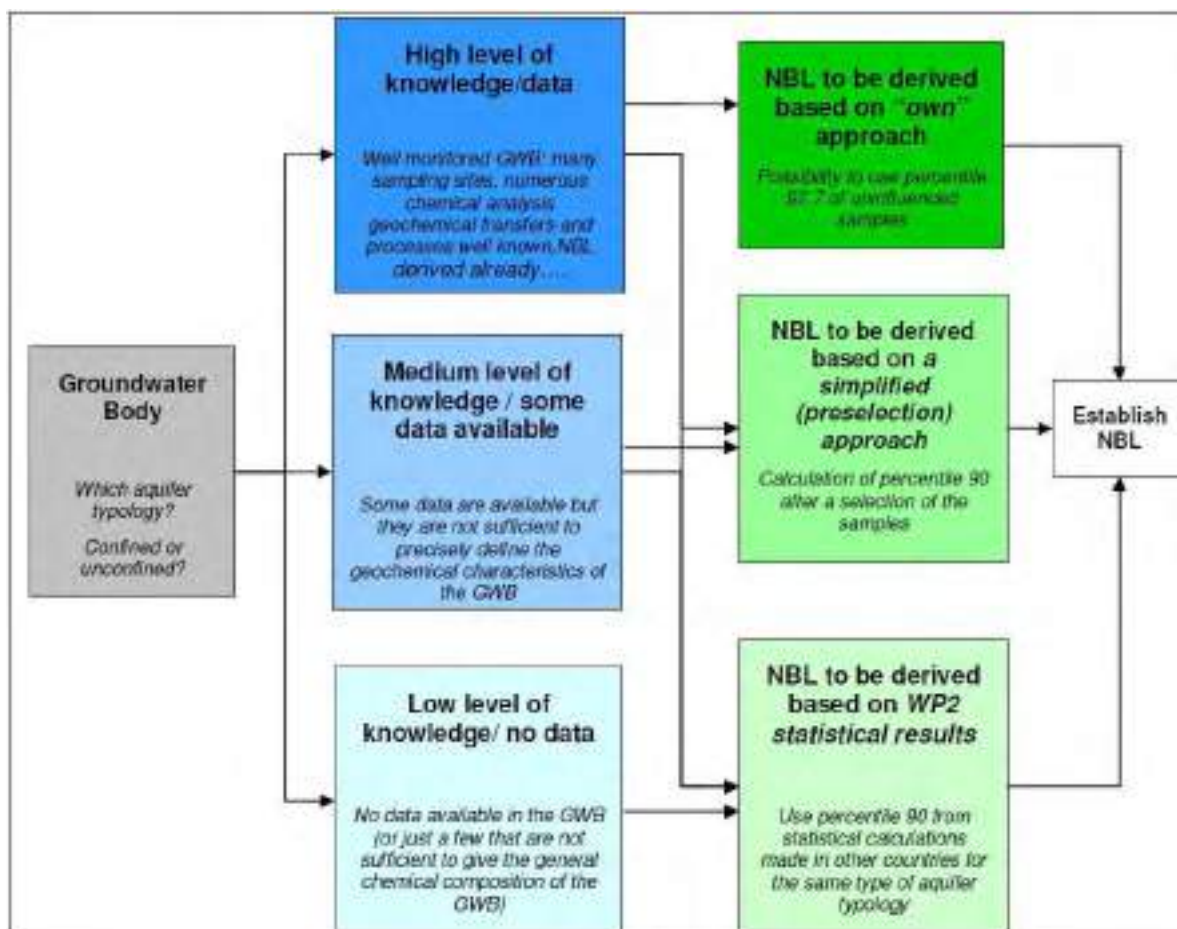 High level of
knowledge/data
Well monitored GWB: many
sampling sites, numerous
chemical analysis
geochemical transfers and
processes well known,NBL
derived already.....
NBL to be derived
based on “own”
approach
Possibility to use percentile
97.7 of uninfluenced
samples
Groundwater
Body
Which aquifer
typology?
Confined or
unconfined?
Medium level of
knowledge / some
data available
Some data are available but
they are not sufficient to
precisely define the
geochemical characteristics of
the GWB
NBL to be derived
based on a
simplified
(preselection)
approach
Calculation of percentile 90
after a selection of the
samples
Establish
NBL
Low level of
knowledge/ no data
No data available in the GWB
(or just a few that are not
sufficient to give the general
chemical composition of the
GWB)
NBL to be derived
based on WP2
statistical results
Use percentile 90 from
statistical calculations
made in other countries for
the same type of aquifer
typology